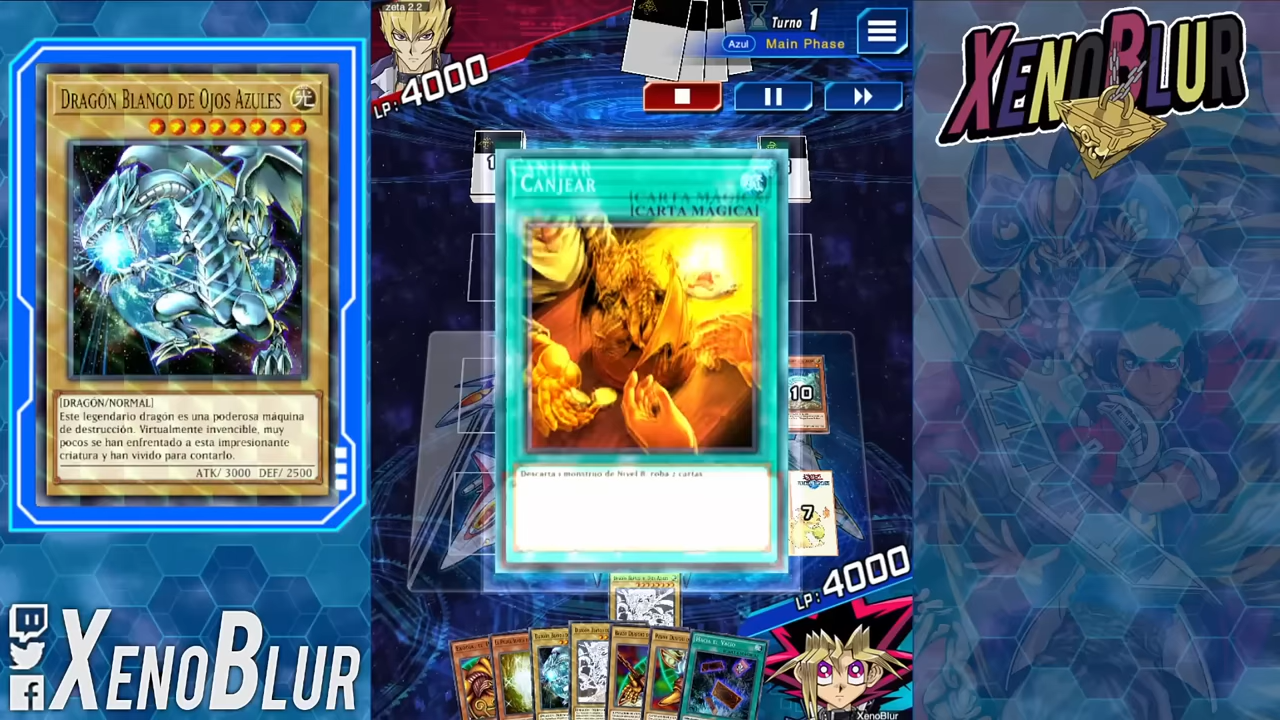 DRAGÓN BLANCO DE OJOS AZULES
[DRAGÓN/NORMAL]
Este legendario dragón es una poderosa máquina
de destrucción. Virtualmente invencible, muy
pocos se han enfrentado a esta impresionante
criatura y han vivido para contarlo.
ATK/ 3000 DEF/ 2500
XENOBLUR
zeta 2.2
LP: 4000
Turno 1
Azul Main Phase
CANJEAR
[CARTA MÁGICA]
Descarta 1 monstruo de Nivel 8, roba 2 cartas
10
7
LP: 4000
HACIA EL VACÍO
XenoBlur
XENOBLUR